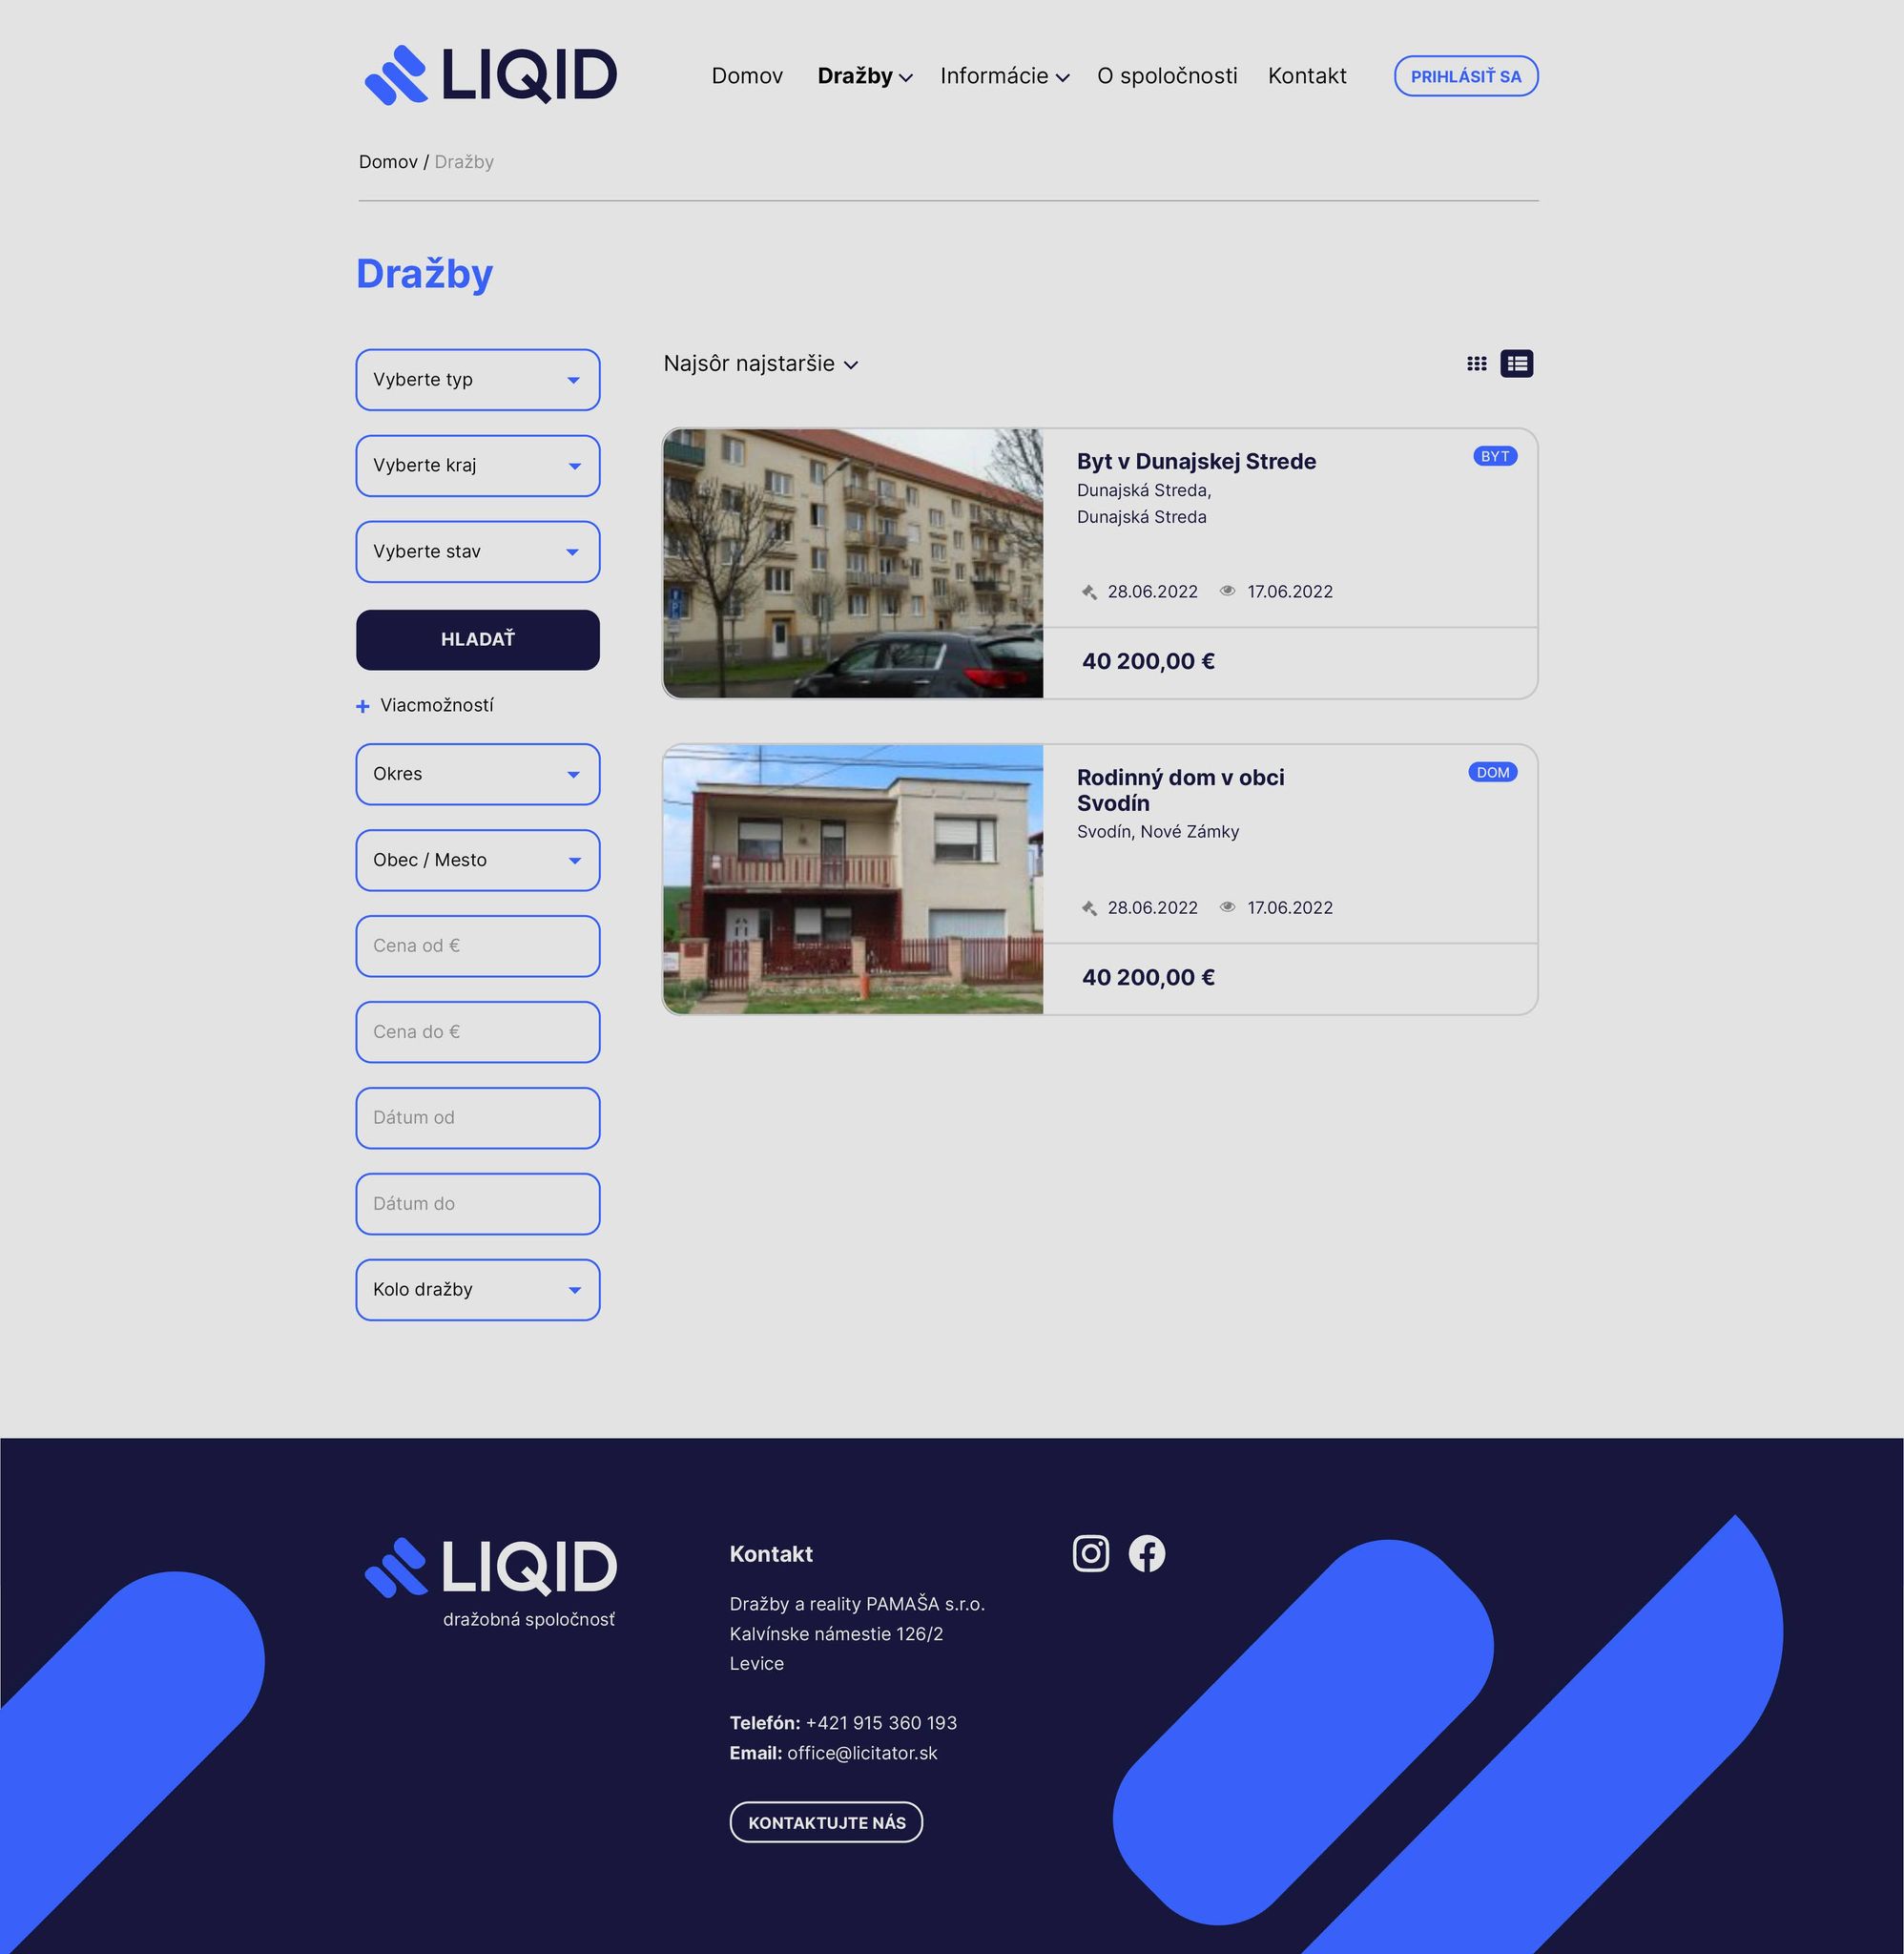 LIQID
Domov Dražby Informácie O spoločnosti Kontakt PRIHLÁSIŤ SA
Domov / Dražby
Dražby
Vyberte typ
Vyberte kraj
Vyberte stav
HLADAŤ
+ Viacmožností
Okres
Obec / Mesto
Cena od €
Cena do €
Dátum od
Dátum do
Kolo dražby
Najsôr najstaršie
Byt v Dunajskej Strede
BYT
Dunajská Streda,
Dunajská Streda
28.06.2022 17.06.2022
40 200,00 €
Rodinný dom v obci
Svodín
DOM
Svodín, Nové Zámky
28.06.2022 17.06.2022
40 200,00 €
LIQID
dražobná spoločnosť
Kontakt
Dražby a reality PAMAŠA s.r.o.
Kalvínske námestie 126/2
Levice
Telefón: +421 915 360 193
Email: office@licitator.sk
KONTAKTUJTE NÁS